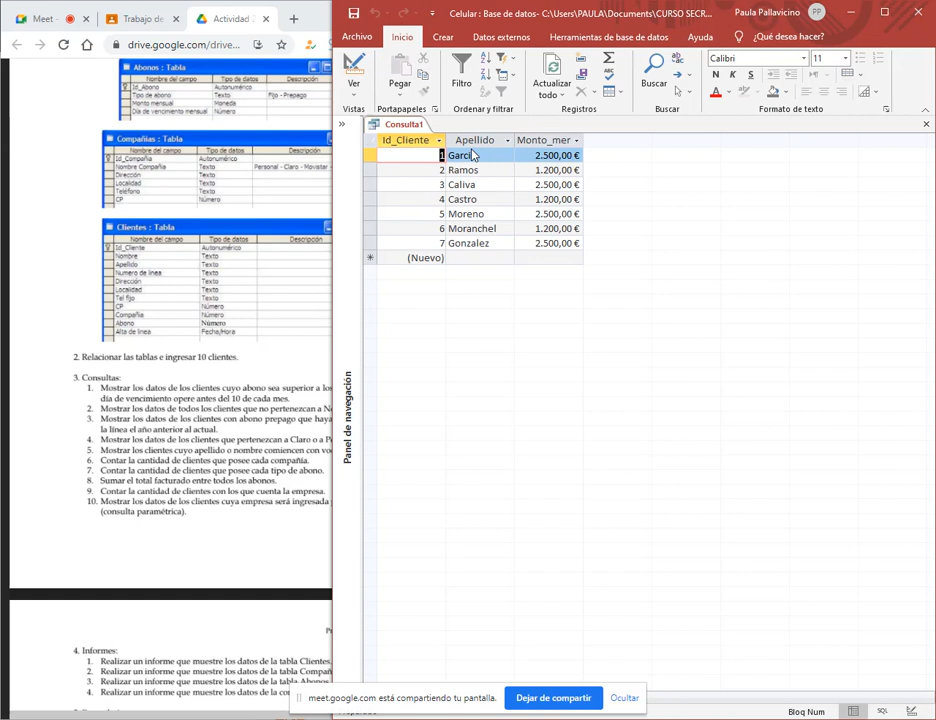 Meet -
Trabajo de
Actividad 2
drive.google.com/drive...
Abonos : Tabla
Nombre del campo Tipo de datos Descripción
Id_Abono Autonumérico
Tipo de abono Texto Fijo - Prepago
Monto mensual Moneda
Día de vencimiento mensual Número
Compañias : Tabla
Nombre del campo Tipo de datos Descripción
Id_Compañia Autonumérico
Nombre Compañia Texto Personal - Claro - Movistar -
Dirección Texto
Localidad Texto
Teléfono Texto
CP Número
Clientes : Tabla
Nombre del campo Tipo de datos Descripción
Id_Cliente Autonumérico
Nombre Texto
Apellido Texto
Numero de linea Texto
Dirección Texto
Localidad Texto
Tel fijo Texto
CP Número
Compañia Número
Abono Número
Alta de linea Fecha/Hora
2. Relacionar las tablas e ingresar 10 clientes.
3. Consultas:
1. Mostrar los datos de los clientes cuyo abono sea superior a los
día de vencimiento opere antes del 10 de cada mes.
2. Mostrar los datos de todos los clientes que no pertenezcan a N
3. Mostrar los datos de los clientes con abono prepago que haya
la línea el año anterior al actual.
4. Mostrar los datos de los clientes que pertenezcan a Claro o a P
5. Mostrar los clientes cuyo apellido o nombre comiencen con vo
6. Contar la cantidad de clientes que posee cada compañía.
7. Contar la cantidad de clientes que posee cada tipo de abono.
8. Sumar el total facturado entre todos los abonos.
9. Contar la cantidad de clientes con los que cuenta la empresa.
10. Mostrar los datos de los clientes cuya empresa será ingresada
(consulta paramétrica).
4. Informes:
1. Realizar un informe que muestre los datos de la tabla Clientes.
2. Realizar un informe que muestre los datos de la tabla Compañ
3. Realizar un informe que muestre los datos de la tabla Abonos
4. Realizar un informe que muestre los datos de la co
Celular : Base de datos- C:\Users\PAULA\Documents\CURSO SECR...
Paula Pallavicino PP
Archivo Inicio Crear Datos externos Herramientas de base de datos Ayuda ¿Qué desea hacer?
Ver
Pegar
Filtro
Actualizar
todo
Buscar
Calibri 11
N K S
Vistas Portapapeles Ordenar y filtrar Registros Buscar Formato de texto
Consulta1
Id_Cliente Apellido Monto_mer
1 Garci 2.500,00 €
2 Ramos 1.200,00 €
3 Caliva 2.500,00 €
4 Castro 1.200,00 €
5 Moreno 2.500,00 €
6 Moranchel 1.200,00 €
7 Gonzalez 2.500,00 €
(Nuevo)
Panel de navegación
meet.google.com está compartiendo tu pantalla. Dejar de compartir Ocultar
Bloq Num
SQL